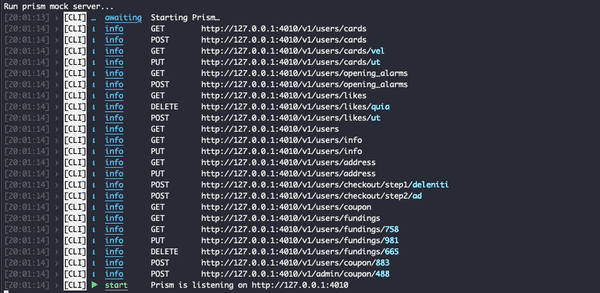 Run prism mock server...
[20:01:13] › [CLI] … awaiting Starting Prism…
[20:01:14] › [CLI] ℹ info GET http://127.0.0.1:4010/v1/users/cards
[20:01:14] › [CLI] ℹ info POST http://127.0.0.1:4010/v1/users/cards
[20:01:14] › [CLI] ℹ info GET http://127.0.0.1:4010/v1/users/cards/vel
[20:01:14] › [CLI] ℹ info PUT http://127.0.0.1:4010/v1/users/cards/ut
[20:01:14] › [CLI] ℹ info GET http://127.0.0.1:4010/v1/users/opening_alarms
[20:01:14] › [CLI] ℹ info POST http://127.0.0.1:4010/v1/users/opening_alarms
[20:01:14] › [CLI] ℹ info GET http://127.0.0.1:4010/v1/users/likes
[20:01:14] › [CLI] ℹ info DELETE http://127.0.0.1:4010/v1/users/likes/quia
[20:01:14] › [CLI] ℹ info POST http://127.0.0.1:4010/v1/users/likes/ut
[20:01:14] › [CLI] ℹ info GET http://127.0.0.1:4010/v1/users
[20:01:14] › [CLI] ℹ info GET http://127.0.0.1:4010/v1/users/info
[20:01:14] › [CLI] ℹ info PUT http://127.0.0.1:4010/v1/users/info
[20:01:14] › [CLI] ℹ info GET http://127.0.0.1:4010/v1/users/address
[20:01:14] › [CLI] ℹ info PUT http://127.0.0.1:4010/v1/users/address
[20:01:14] › [CLI] ℹ info POST http://127.0.0.1:4010/v1/users/checkout/step1/deleniti
[20:01:14] › [CLI] ℹ info POST http://127.0.0.1:4010/v1/users/checkout/step2/ad
[20:01:14] › [CLI] ℹ info GET http://127.0.0.1:4010/v1/users/coupon
[20:01:14] › [CLI] ℹ info GET http://127.0.0.1:4010/v1/users/fundings
[20:01:14] › [CLI] ℹ info GET http://127.0.0.1:4010/v1/users/fundings/758
[20:01:14] › [CLI] ℹ info PUT http://127.0.0.1:4010/v1/users/fundings/981
[20:01:14] › [CLI] ℹ info DELETE http://127.0.0.1:4010/v1/users/fundings/665
[20:01:14] › [CLI] ℹ info POST http://127.0.0.1:4010/v1/users/coupon/883
[20:01:14] › [CLI] ℹ info POST http://127.0.0.1:4010/v1/admin/coupon/488
[20:01:14] › [CLI] ▶ start Prism is listening on http://127.0.0.1:4010